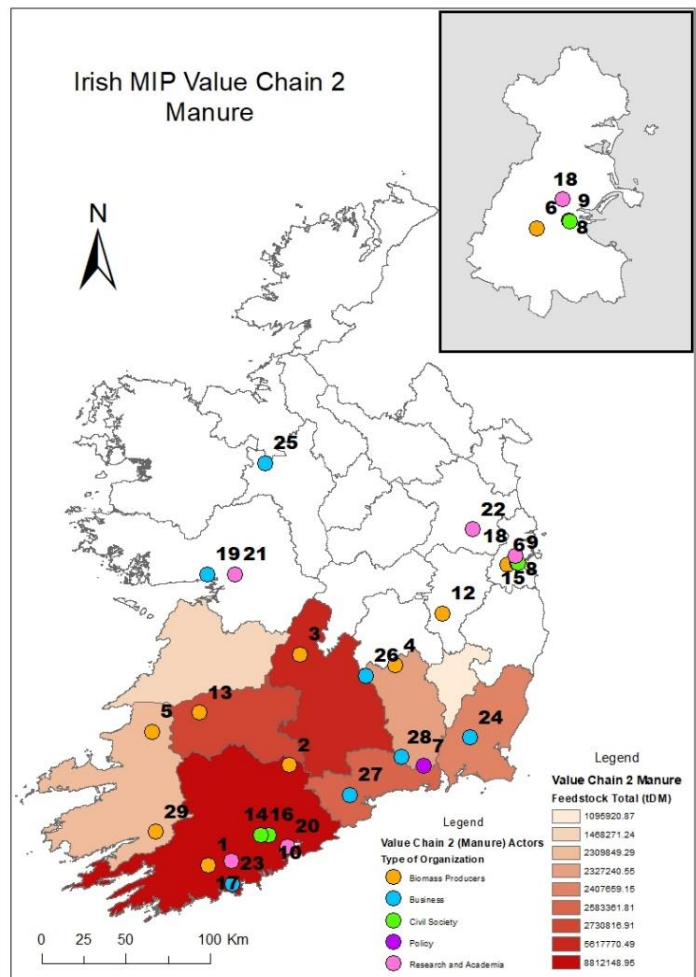 Irish MIP Value Chain 2
Manure
N
18
9
6
8
25
22
18
6 9
19 21
15 8
12
3
4
26
13
5
24
28 7
2
27
29
14 16
20
1
10
23
17
0 50 100 Km
Legend
Value Chain 2 (Manure) Actors
Type of Organization
Biomass Producers
Business
Civil Society
Policy
Research and Academia
Legend
Value Chain 2 Manure
Feedstock Total (tDM)
1095920.87
1468271.24
2309849.29
2327240.55
2407659.15
2583361.81
2730816.91
5617770.49
8812148.95